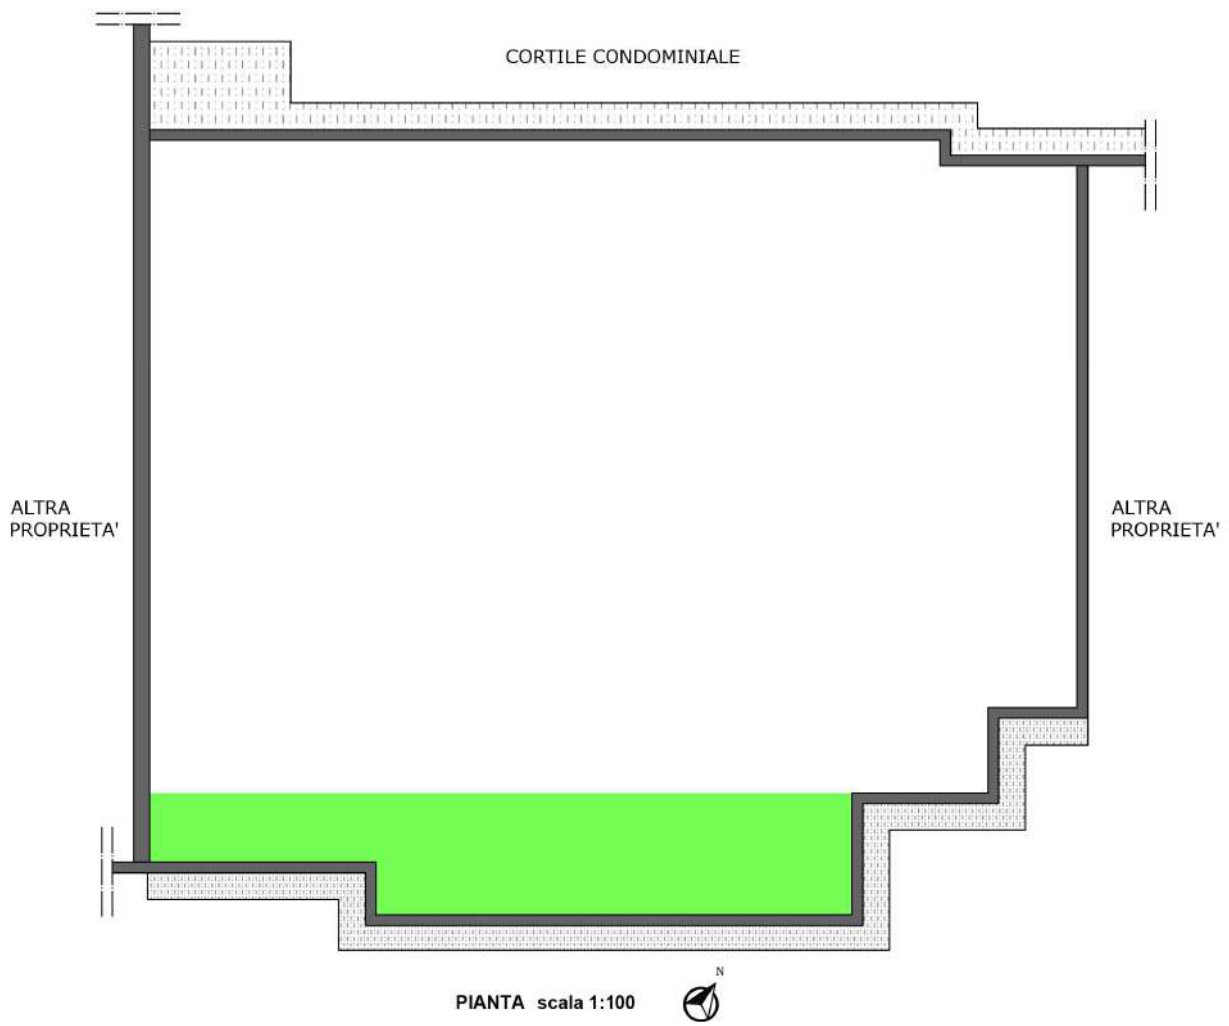 CORTILE CONDOMINIALE
ALTRA
PROPRIETA'
ALTRA
PROPRIETA'
N
PIANTA scala 1:100